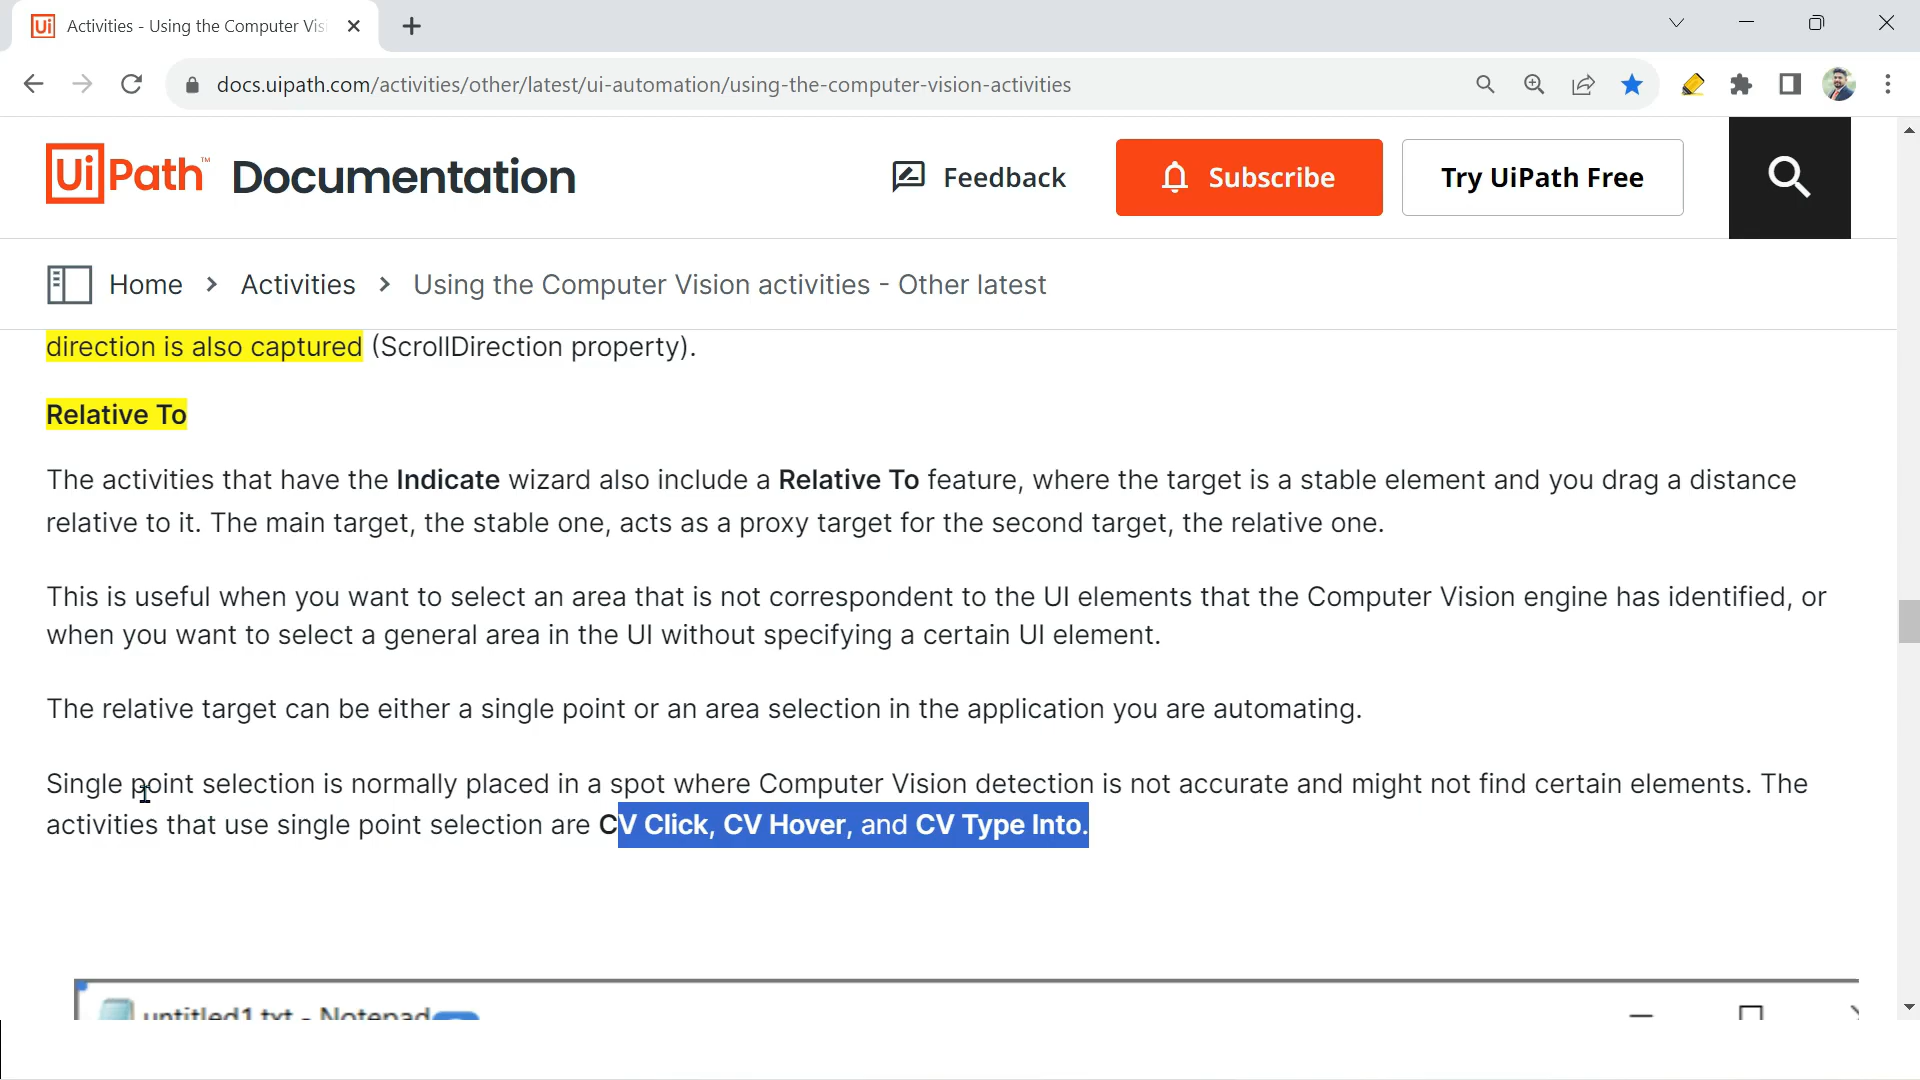 Activities - Using the Computer Vis
docs.uipath.com/activities/other/latest/ui-automation/using-the-computer-vision-activities
UiPath™ Documentation
Feedback
Subscribe
Try UiPath Free
Home > Activities > Using the Computer Vision activities - Other latest
direction is also captured (ScrollDirection property).
Relative To
The activities that have the Indicate wizard also include a Relative To feature, where the target is a stable element and you drag a distance
relative to it. The main target, the stable one, acts as a proxy target for the second target, the relative one.
This is useful when you want to select an area that is not correspondent to the UI elements that the Computer Vision engine has identified, or
when you want to select a general area in the UI without specifying a certain UI element.
The relative target can be either a single point or an area selection in the application you are automating.
Single point selection is normally placed in a spot where Computer Vision detection is not accurate and might not find certain elements. The
activities that use single point selection are CV Click, CV Hover, and CV Type Into.
untitled1.txt - Notepad